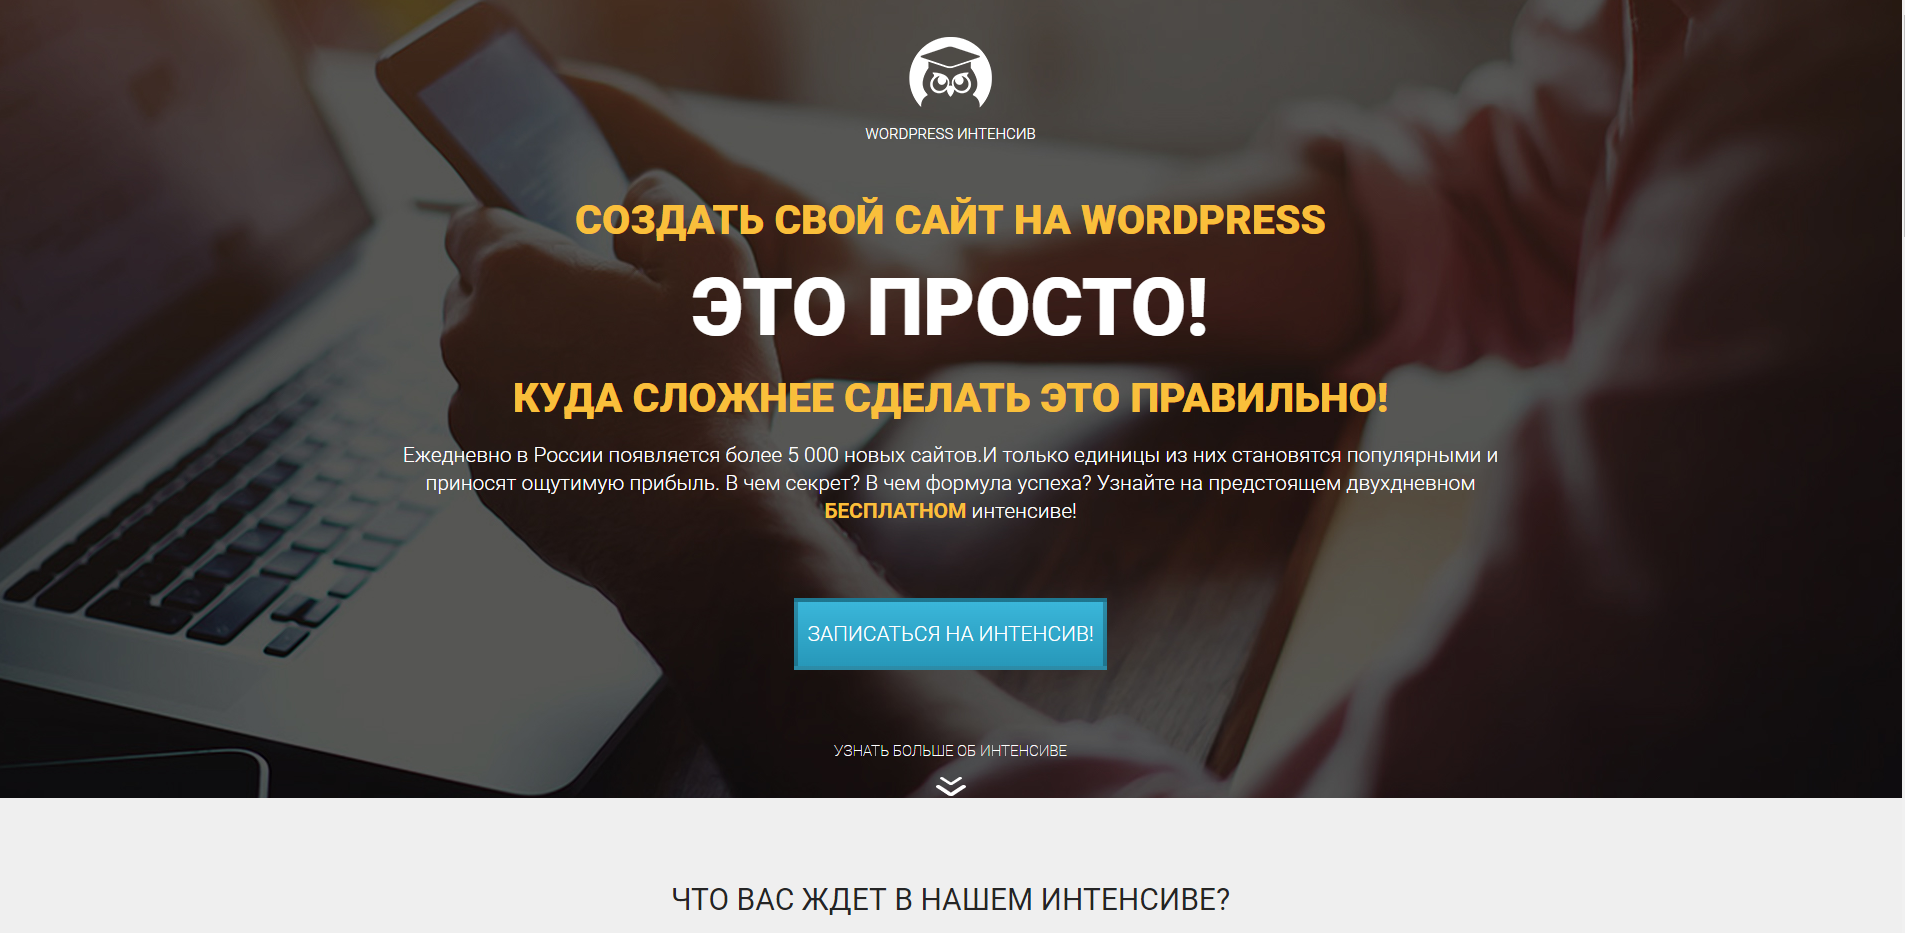 WORDPRESS ИНТЕНСИВ
СОЗДАТЬ СВОЙ САЙТ НА WORDPRESS
ЭТО ПРОСТО!
КУДА СЛОЖНЕЕ СДЕЛАТЬ ЭТО ПРАВИЛЬНО!
Ежедневно в России появляется более 5 000 новых сайтов.И только единицы из них становятся популярными и
приносят ощутимую прибыль. В чем секрет? В чем формула успеха? Узнайте на предстоящем двухдневном
БЕСПЛАТНОМ интенсиве!
ЗАПИСАТЬСЯ НА ИНТЕНСИВ!
УЗНАТЬ БОЛЬШЕ ОБ ИНТЕНСИВЕ
ЧТО ВАС ЖДЕТ В НАШЕМ ИНТЕНСИВЕ?